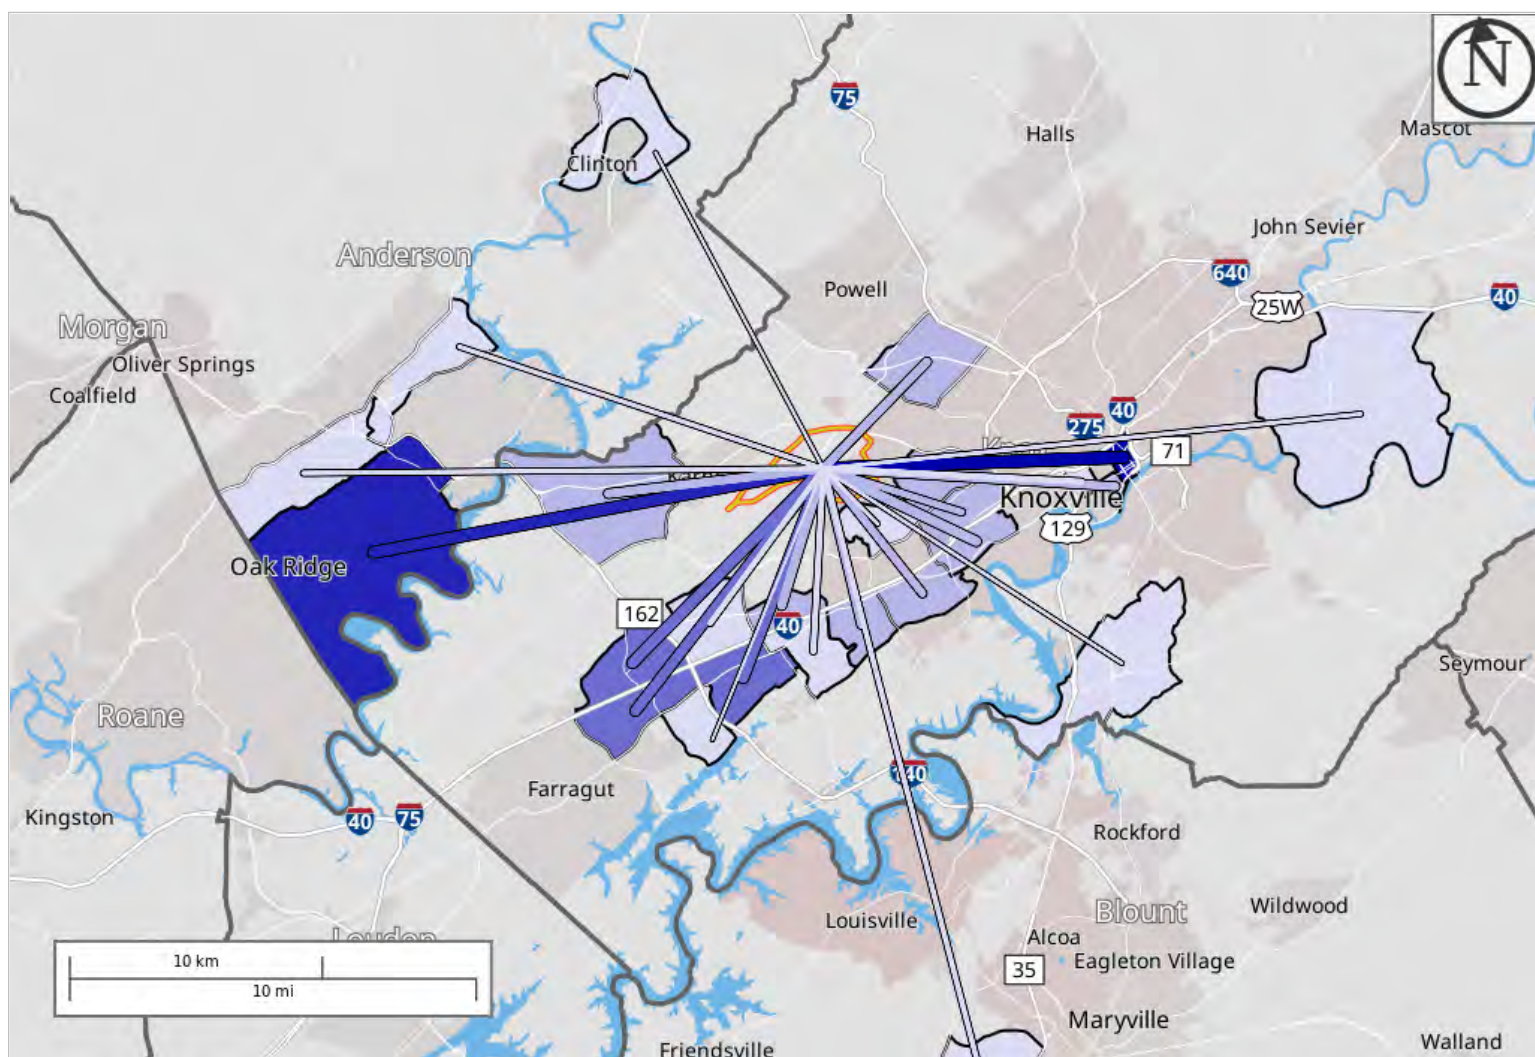 N
75
Halls
Mascot
Clinton
John Sevier
Anderson
640
40
Powell
25W
Morgan
Oliver Springs
Coalfield
40
275
71
Knoxville
129
Oak Ridge
162
40
Seymour
Roane
140
Farragut
Kingston
40
75
Rockford
Wildwood
Louisville
Blount
Alcoa
Loudon
10 km
Eagleton Village
35
10 mi
Maryville
Walland
Friendsville